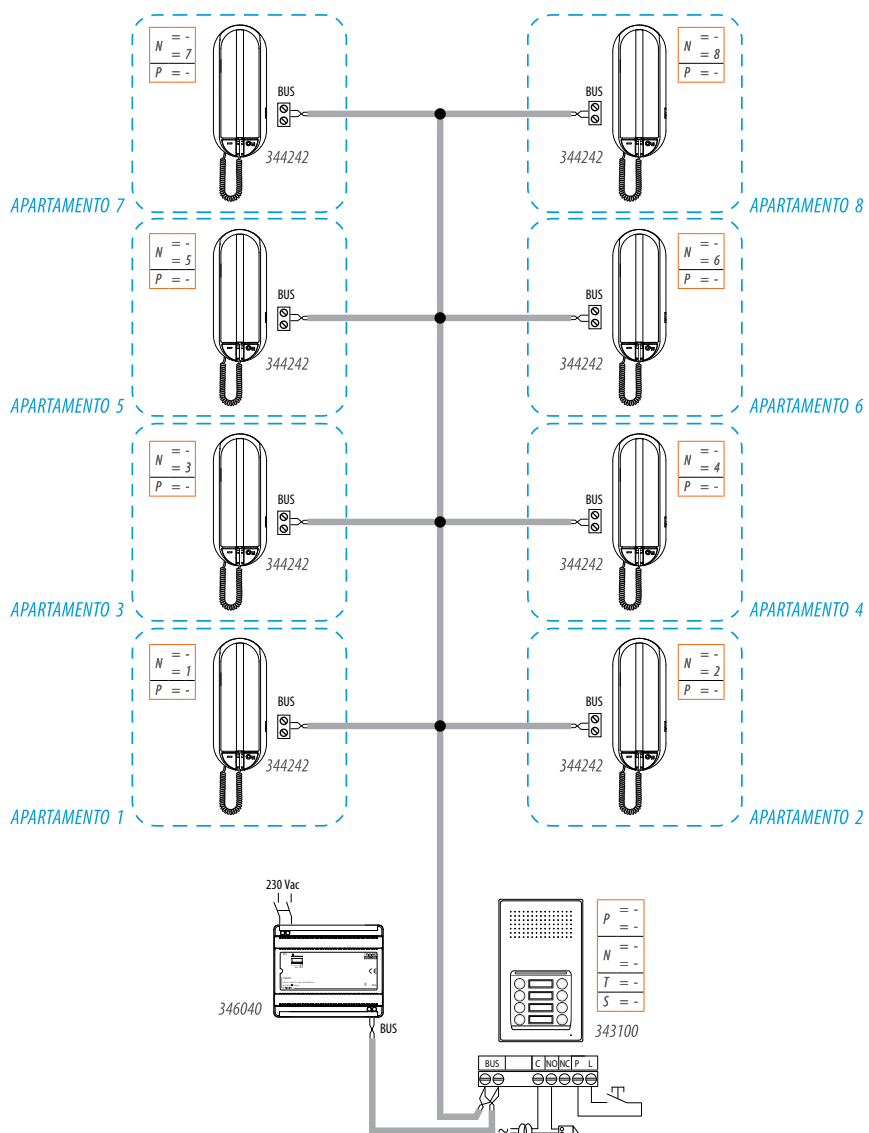 N = -
= 7
P = -
BUS
344242
APARTAMENTO 7
N = -
= 8
P = -
BUS
344242
APARTAMENTO 8
N = -
= 5
P = -
BUS
344242
APARTAMENTO 5
N = -
= 6
P = -
BUS
344242
APARTAMENTO 6
N = -
= 3
P = -
BUS
344242
APARTAMENTO 3
N = -
= 4
P = -
BUS
344242
APARTAMENTO 4
N = -
= 1
P = -
BUS
344242
APARTAMENTO 1
N = -
= 2
P = -
BUS
344242
APARTAMENTO 2
230 Vac
346040
BUS
P = -
= -
N = -
= -
T = -
S = -
343100
BUS C NO NC P L